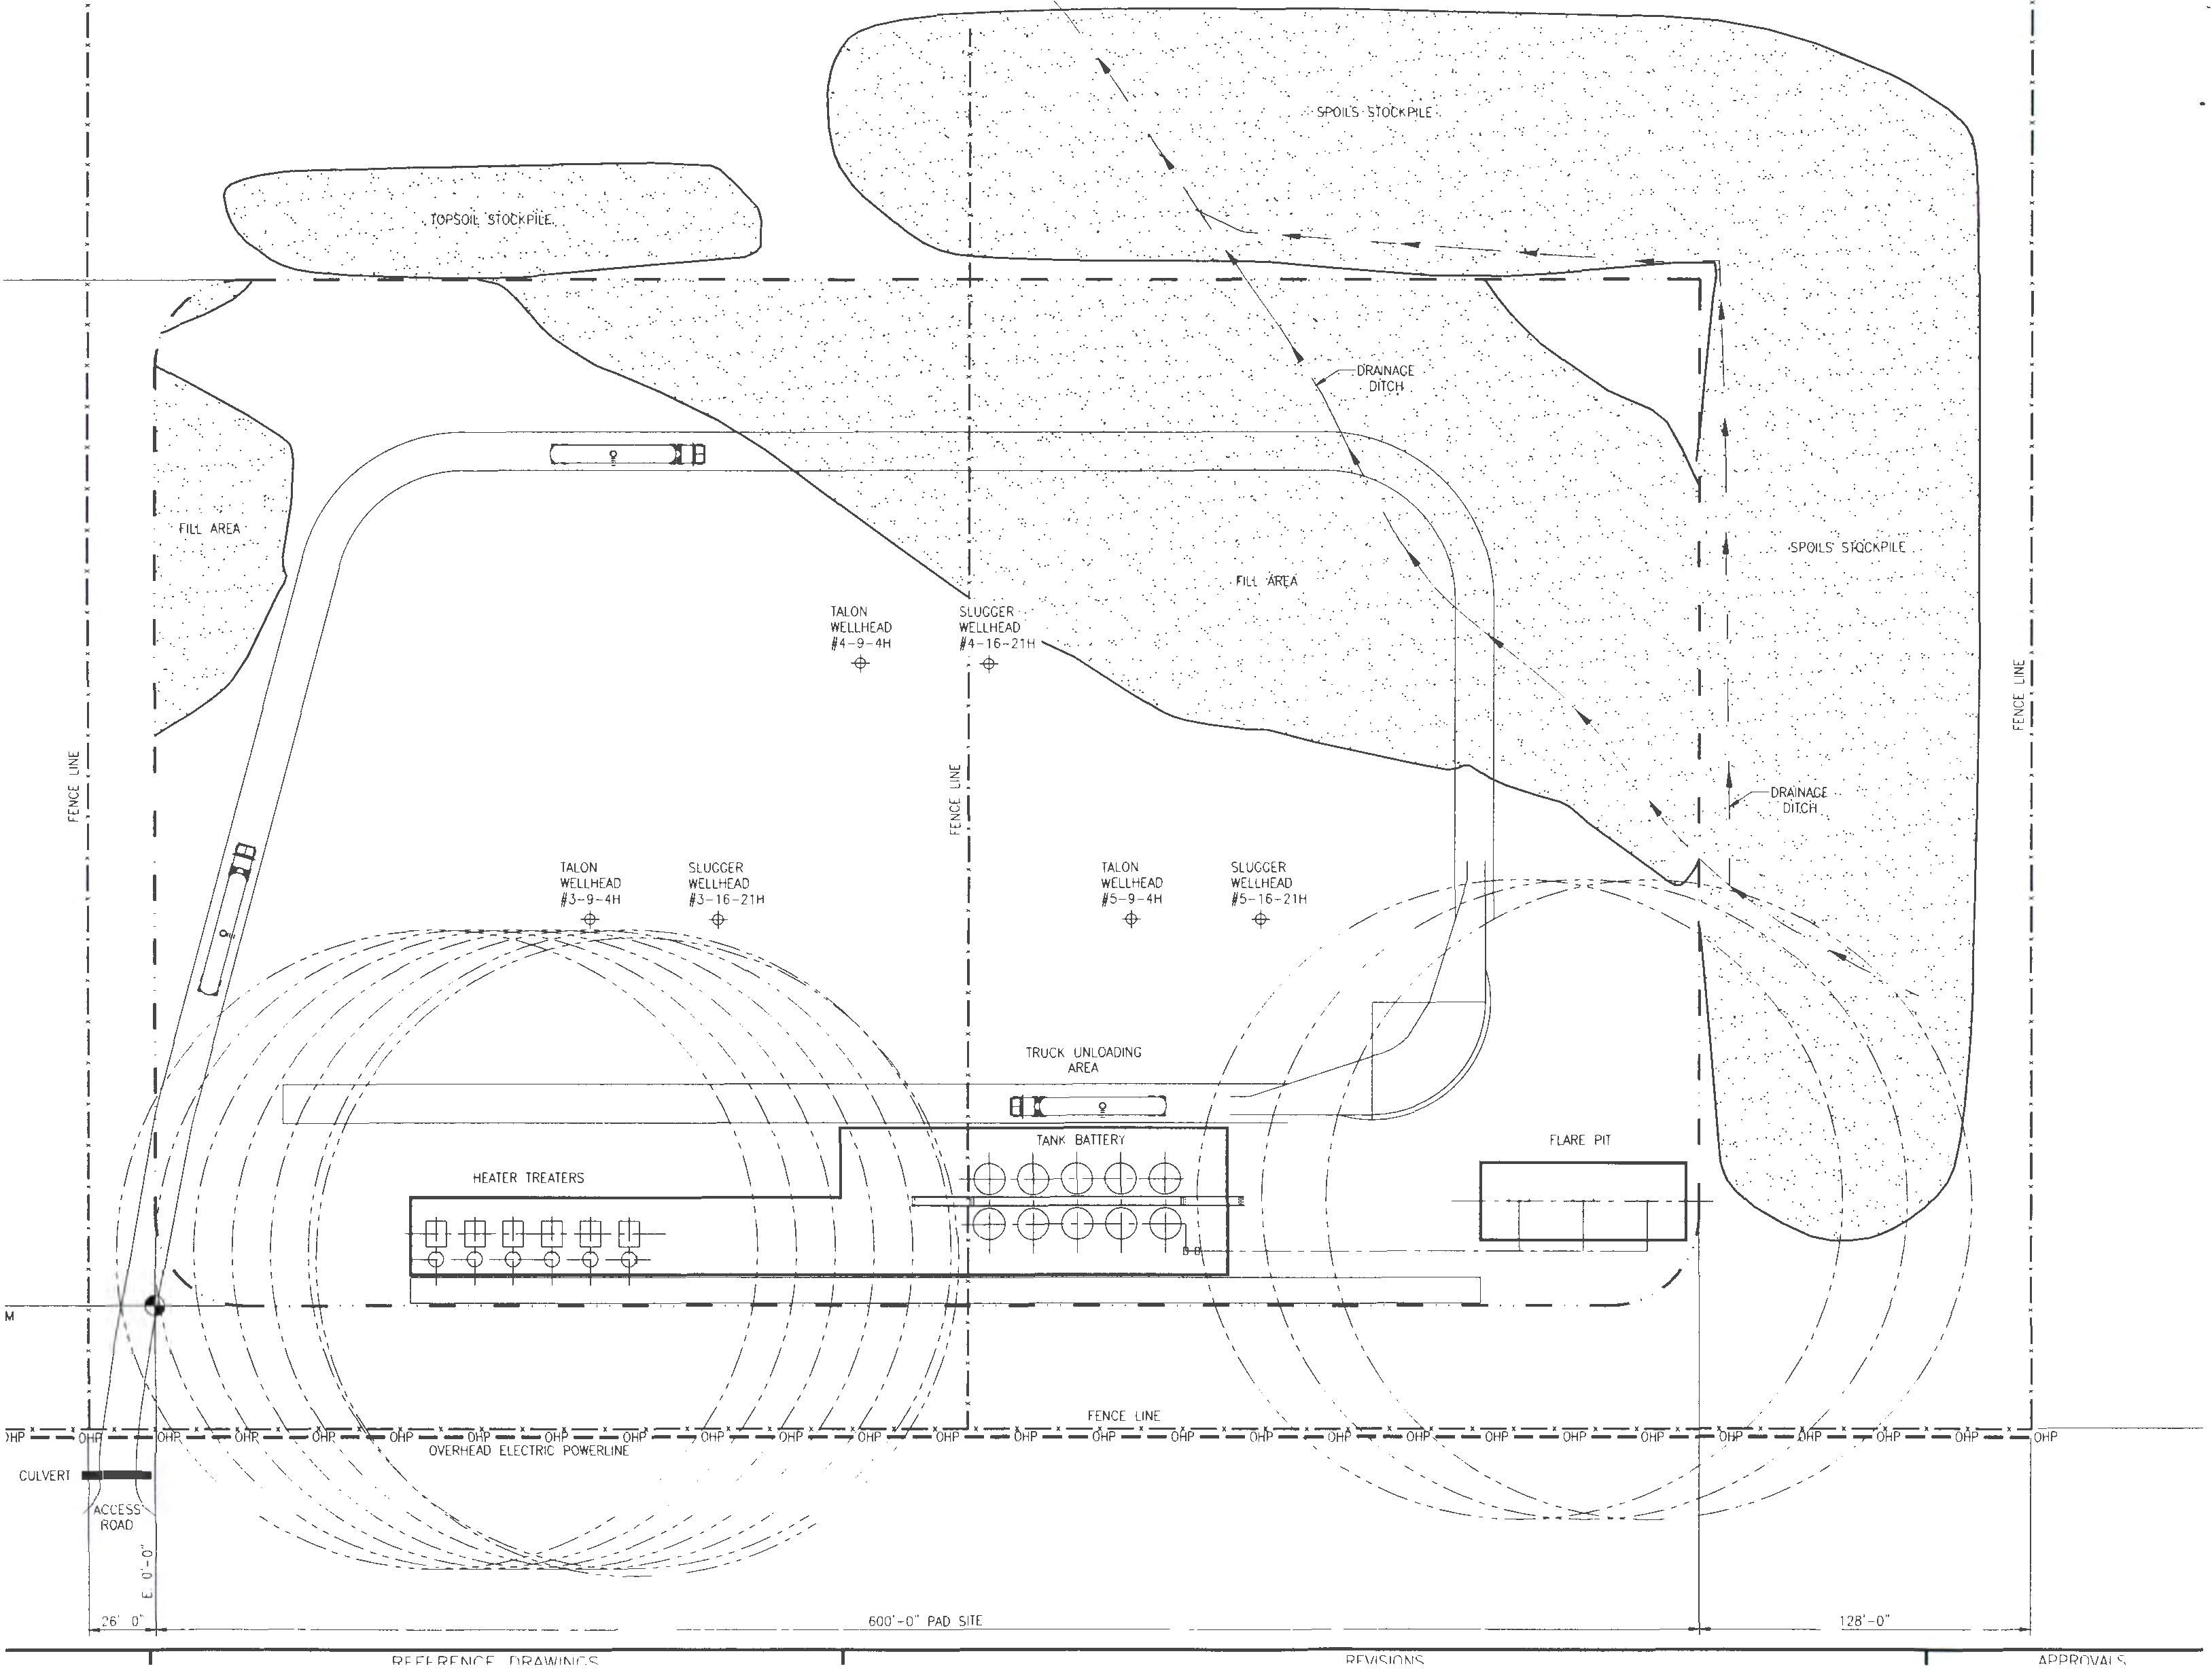 SPOILS STOCKPILE
TOPSOIL STOCKPILE
DRAINAGE
DITCH
FILL AREA
SPOILS STOCKPILE
FILL AREA
TALON
WELLHEAD
#4-9-4H
SLUGGER
WELLHEAD
#4-16-21H
FENCE LINE
FENCE LINE
FENCE LINE
DRAINAGE
DITCH
TALON
WELLHEAD
#3-9-4H
SLUGGER
WELLHEAD
#3-16-21H
TALON
WELLHEAD
#5-9-4H
SLUGGER
WELLHEAD
#5-16-21H
TRUCK UNLOADING
AREA
TANK BATTERY
FLARE PIT
HEATER TREATERS
M
FENCE LINE
OHP OHP OHP OHP OHP OHP OHP OHP OHP OHP OHP OHP OHP OHP OHP OHP OHP OHP OHP OHP OHP OHP OHP OHP OHP OHP
OVERHEAD ELECTRIC POWERLINE
CULVERT
ACCESS
ROAD
E. 0'-0"
26' 0"
600'-0" PAD SITE
128'-0"
REFERENCE DRAWINGS
REVISIONS
APPROVALS